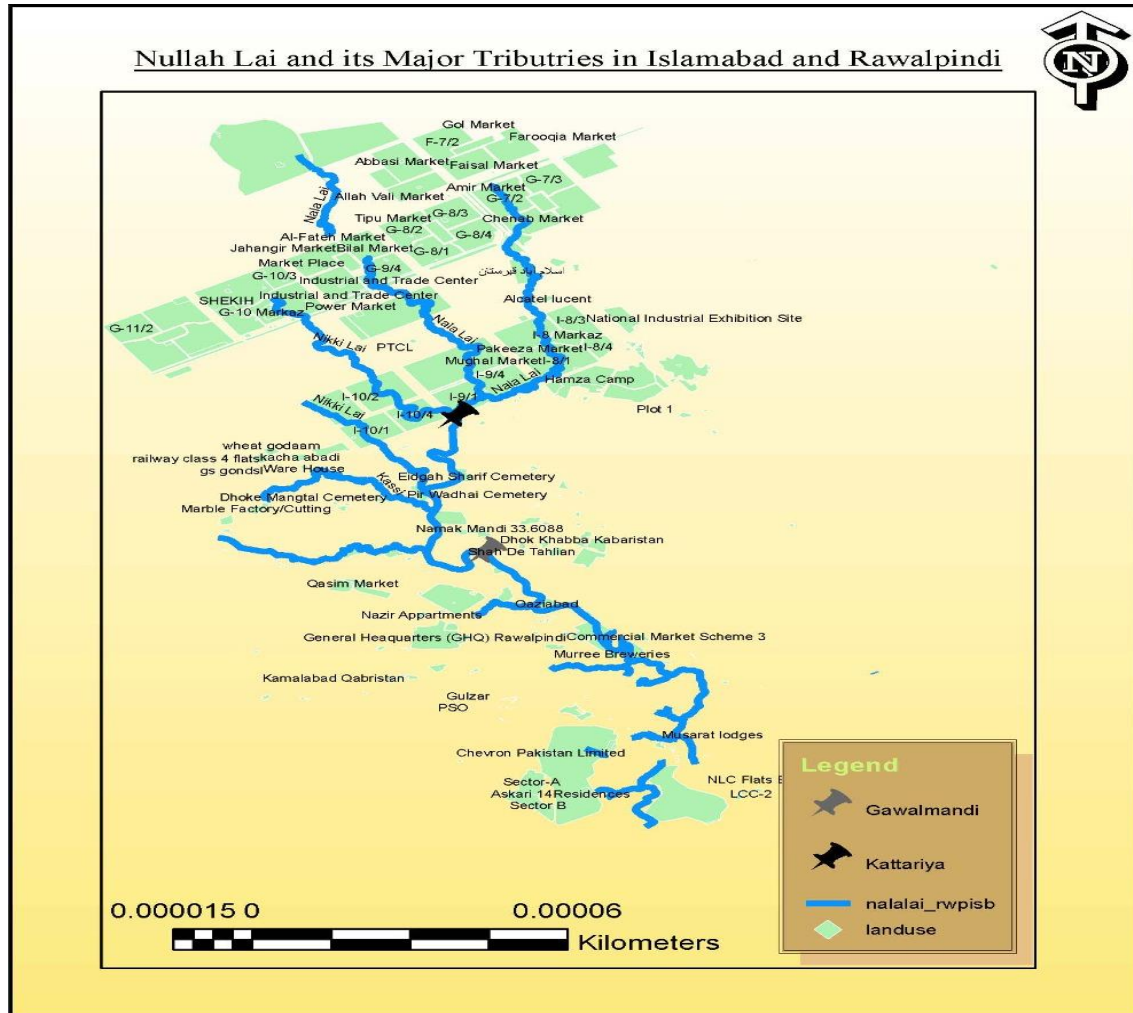 Nullah Lai and its Major Tributries in Islamabad and Rawalpindi
N
Gol Market
F-7/2
Farooqia Market
Abbasi Market
Faisal Market
G-7/3
Amir Market
Nala Lai
Allah Vali Market
G-7/2
Tipu Market
G-8/3
Chenab Market
G-8/2
G-8/4
Al-Fateh Market
Jahangir Market
Bilal Market
G-8/1
Market Place
G-9/4
اسلام آباد قبرستان
G-10/3
Industrial and Trade Center
SHEKIH
Industrial and Trade Center
Alcatel lucent
G-10 Markaz
Power Market
G-11/2
I-8/3
National Industrial Exhibition Site
Nala Lai
I-8 Markaz
Nikki Lai
PTCL
Pakeeza Market
I-8/4
Mughal Market
I-8/1
I-9/4
Nala Lai
Hamza Camp
I-10/2
I-9/1
Nikki Lai
I-10/4
Plot 1
I-10/1
wheat godaam
railway class 4 flats
kacha abadi
gs gondsl
Ware House
Eidgah Sharif Cemetery
Kassi
Dhoke Mangtal Cemetery
Pir Wadhai Cemetery
Marble Factory/Cutting
Namak Mandi 33.6088
Dhok Khabba Kabaristan
Shah De Tahlian
Qasim Market
Qaziabad
Nazir Appartments
General Heaquarters (GHQ) Rawalpindi
Commercial Market Scheme 3
Murree Breweries
Kamalabad Qabristan
Gulzar
PSO
Musarat lodges
Chevron Pakistan Limited
Sector-A
NLC Flats
Askari 14
Residences
LCC-2
Sector B
Legend
Gawalmandi
Kattariya
nalalai_rwpisb
landuse
0.000015 0 0.00006
Kilometers